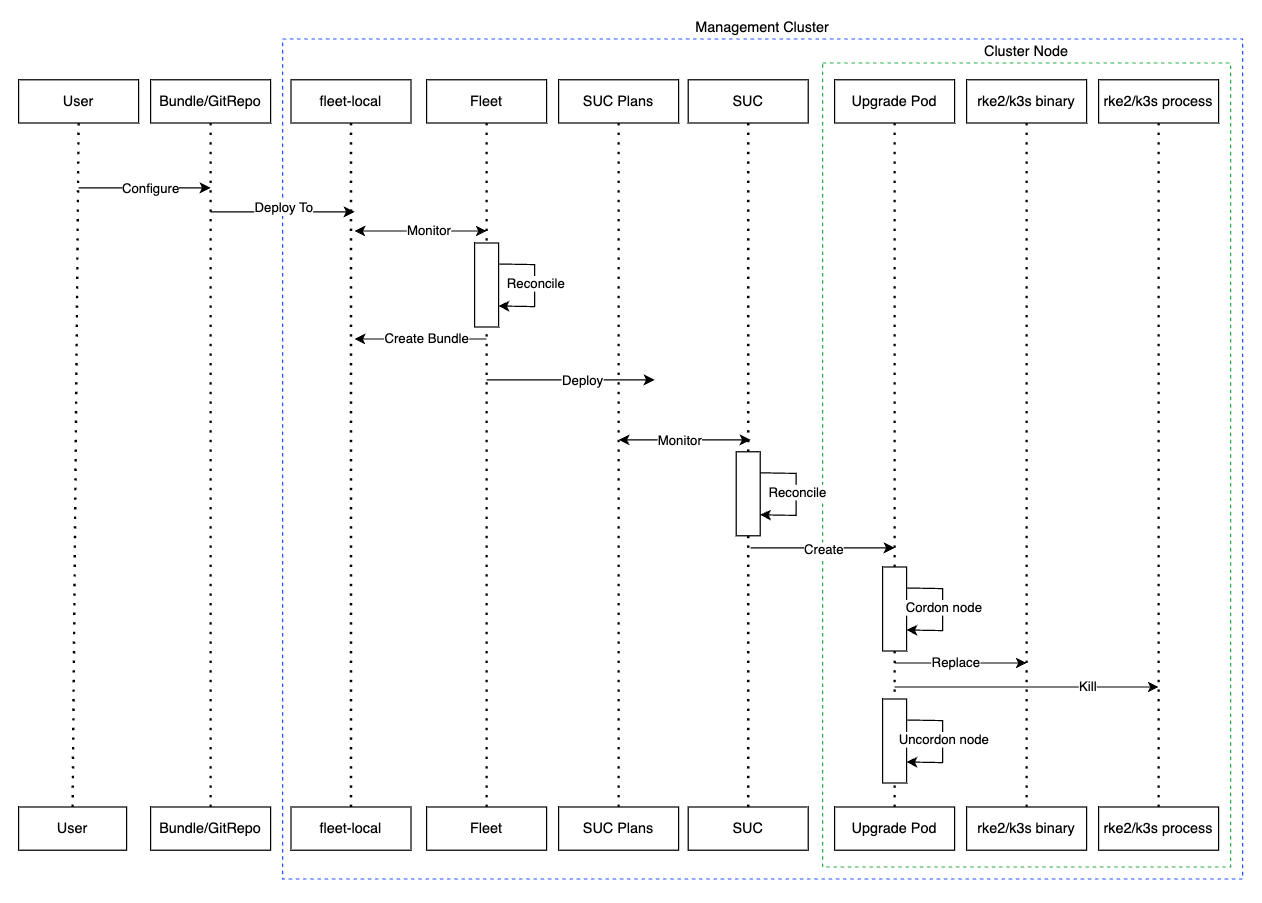 Management Cluster
Cluster Node
User
Bundle/GitRepo
fleet-local
Fleet
SUC Plans
SUC
Upgrade Pod
rke2/k3s binary
rke2/k3s process
Configure
Deploy To
Monitor
Reconcile
Create Bundle
Deploy
Monitor
Reconcile
Create
Cordon node
Replace
Kill
Uncordon node
User
Bundle/GitRepo
fleet-local
Fleet
SUC Plans
SUC
Upgrade Pod
rke2/k3s binary
rke2/k3s process